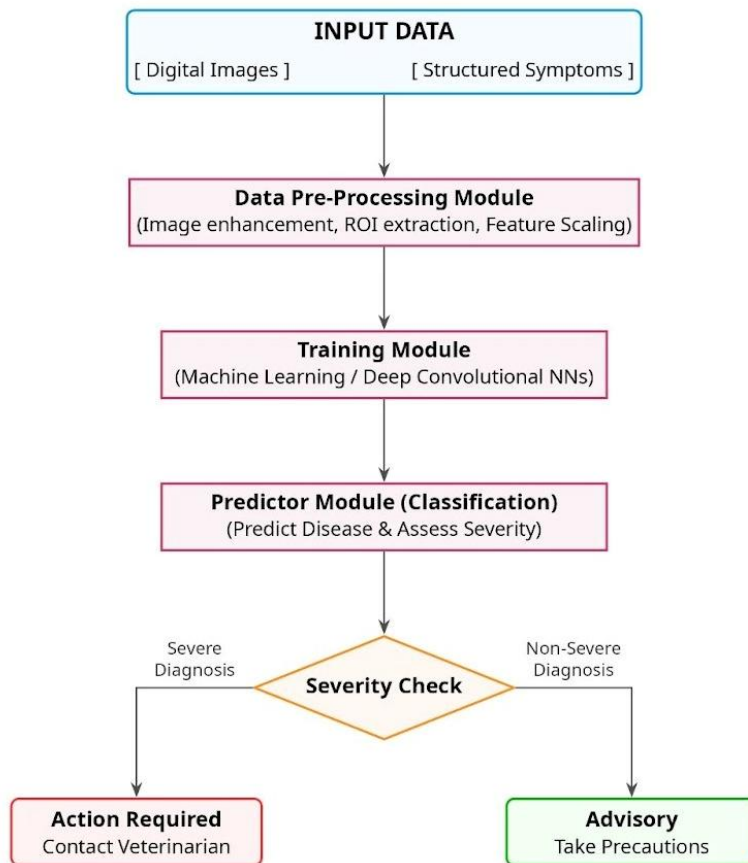 INPUT DATA
[ Digital Images ] [ Structured Symptoms ]
Data Pre-Processing Module
(Image enhancement, ROI extraction, Feature Scaling)
Training Module
(Machine Learning / Deep Convolutional NNs)
Predictor Module (Classification)
(Predict Disease & Assess Severity)
Severe
Diagnosis
Non-Severe
Diagnosis
Severity Check
Action Required
Contact Veterinarian
Advisory
Take Precautions